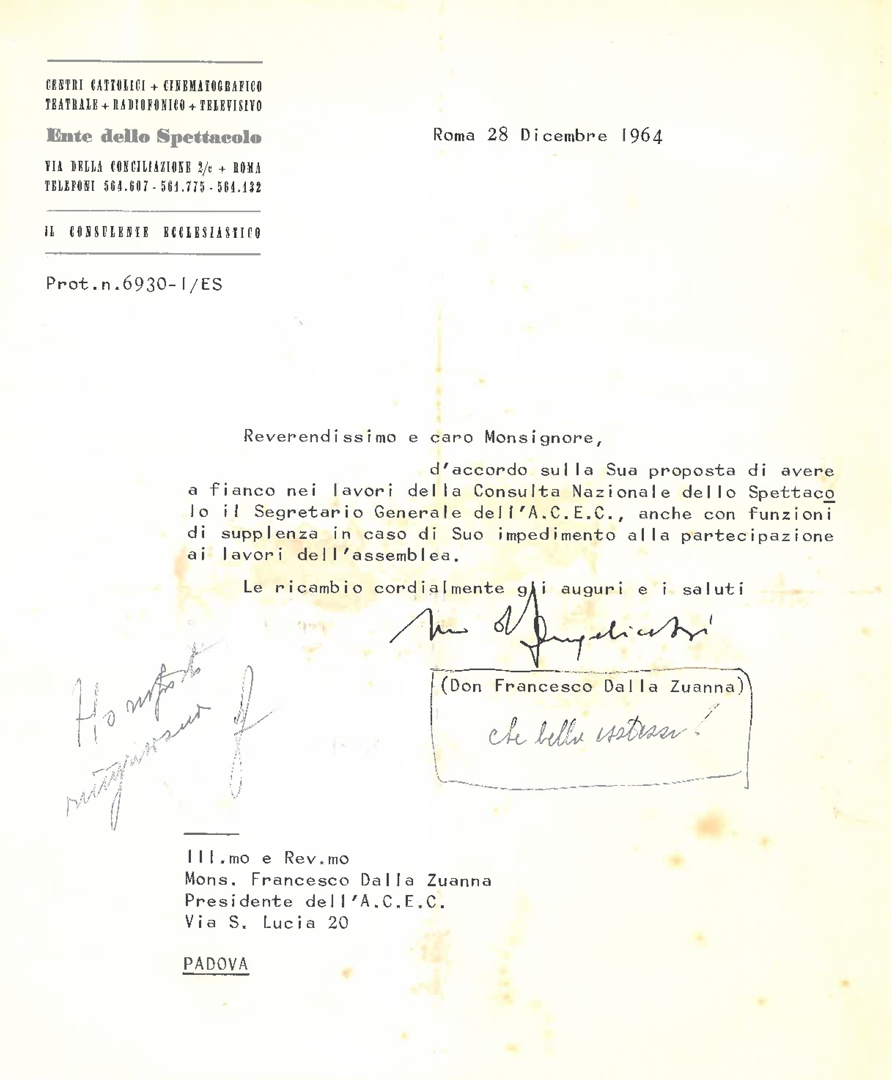 CENTRI CATTOLICI + CINEMATOGRAFICO
TEATRALE + RADIOFONICO + TELEVISIVO
Ente dello Spettacolo
VIA DELLA CONCILIAZIONE 2/c + ROMA
TELEFONI 564.607 - 561.775 - 564.132
IL CONSULENTE ECCLESIASTICO
Roma 28 Dicembre 1964
Prot.n.6930-1/ES
Reverendissimo e caro Monsignore,
d'accordo sulla Sua proposta di avere
a fianco nei lavori della Consulta Nazionale dello Spettaco
lo il Segretario Generale dell'A.C.E.C., anche con funzioni
di supplenza in caso di Suo impedimento alla partecipazione
ai lavori dell'assemblea.
Le ricambio cordialmente gli auguri e i saluti
(Don Francesco Dalla Zuanna)
che bella
Ho
Ill.mo e Rev.mo
Mons. Francesco Dalla Zuanna
Presidente dell'A.C.E.C.
Via S. Lucia 20
PADOVA